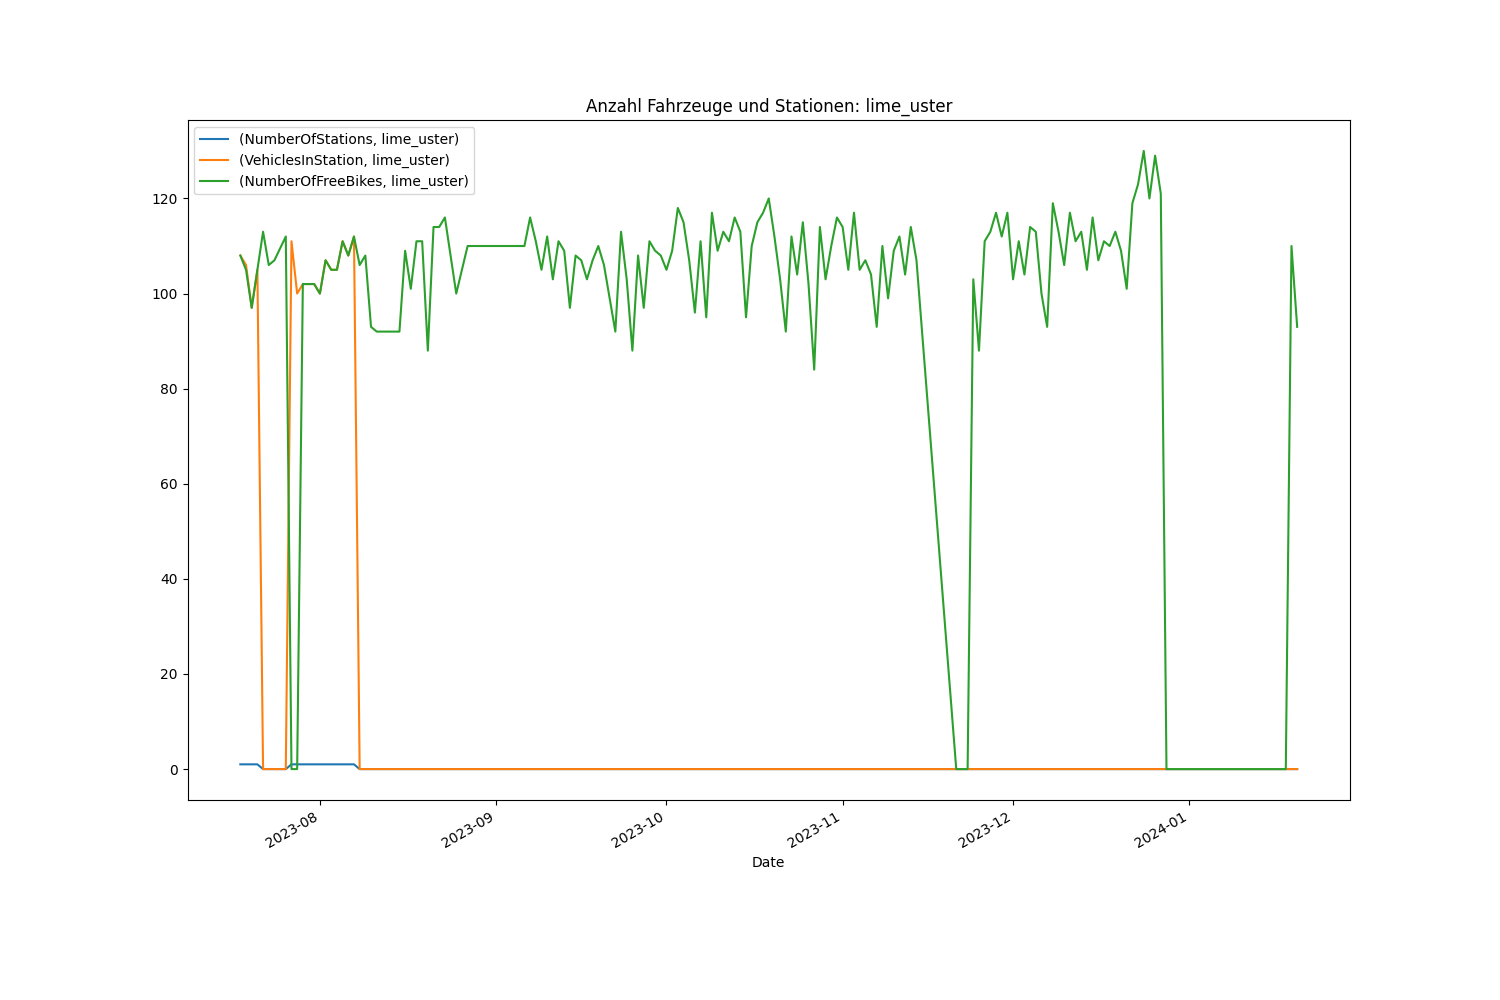 Anzahl Fahrzeuge und Stationen: lime_uster
(NumberOfStations, lime_uster)
(VehiclesInStation, lime_uster)
(NumberOfFreeBikes, lime_uster)
120
100
80
60
40
20
0
2023-08
2023-09
2023-10
2023-11
2023-12
2024-01
Date